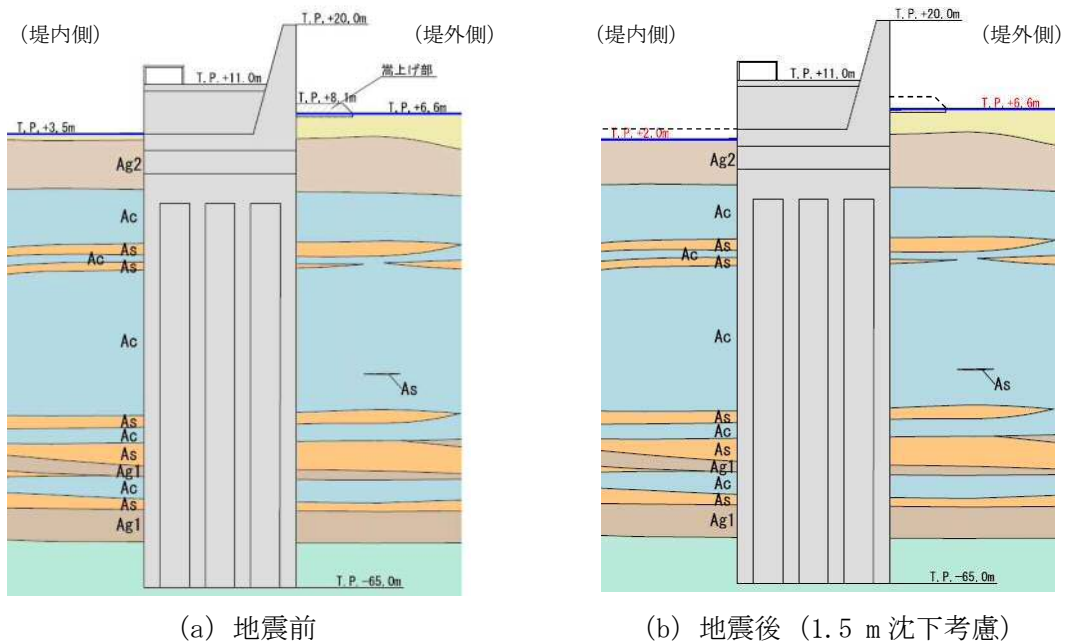 (堤内側)
(堤外側)
T.P.+20.0m
嵩上げ部
T.P.+11.0m
T.P.+8.1m
T.P.+6.6m
T.P.+3.5m
Ag2
Ac
As
Ac
As
Ac
As
As
Ac
As
Ag1
Ac
As
Ag1
T.P.-65.0m
(a) 地震前
(堤内側)
(堤外側)
T.P.+20.0m
T.P.+11.0m
T.P.+6.6m
T.P.+2.0m
Ag2
Ac
As
Ac
As
Ac
As
As
Ac
As
Ag1
Ac
As
Ag1
T.P.-65.0m
(b) 地震後 (1.5 m 沈下考慮)